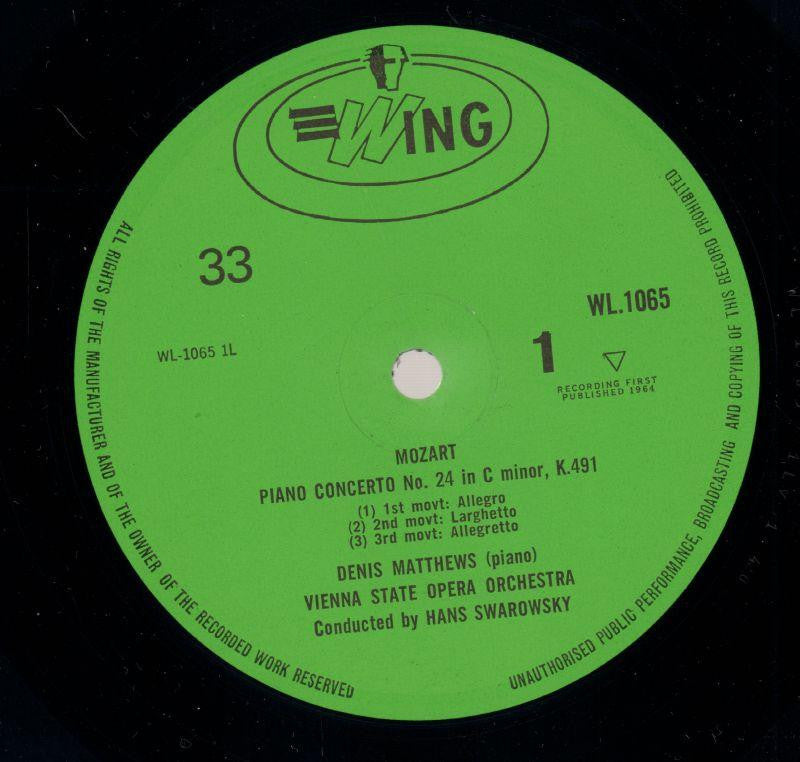 WING
33
WL.1065
WL-1065 1L
1
RECORDING FIRST
PUBLISHED 1964
MOZART
PIANO CONCERTO No. 24 in C minor, K.491
(1) 1st movt: Allegro
(2) 2nd movt: Larghetto
(3) 3rd movt: Allegretto
DENIS MATTHEWS (piano)
VIENNA STATE OPERA ORCHESTRA
Conducted by HANS SWAROWSKY
ALL RIGHTS OF THE MANUFACTURER AND OF THE OWNER OF THE RECORDED WORK RESERVED
UNAUTHORISED PUBLIC PERFORMANCE, BROADCASTING AND COPYING OF THIS RECORD PROHIBITED